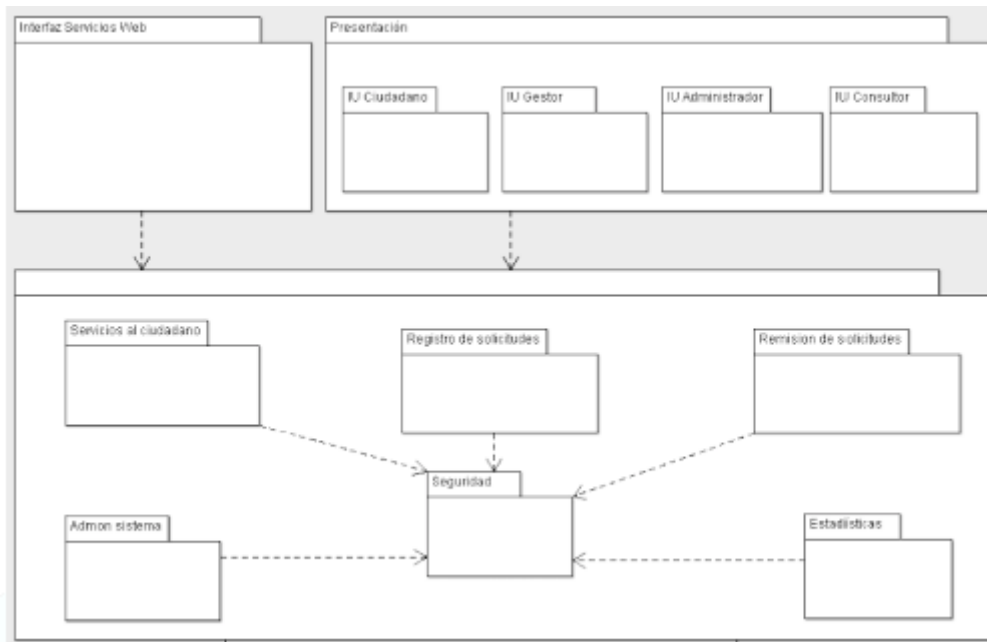 Interfaz Servicios Web
Presentación
IU Ciudadano
IU Gestor
IU Administrador
IU Consultor
Servicios al ciudadano
Registro de solicitudes
Remision de solicitudes
Seguridad
Admon sistema
Estadísticas